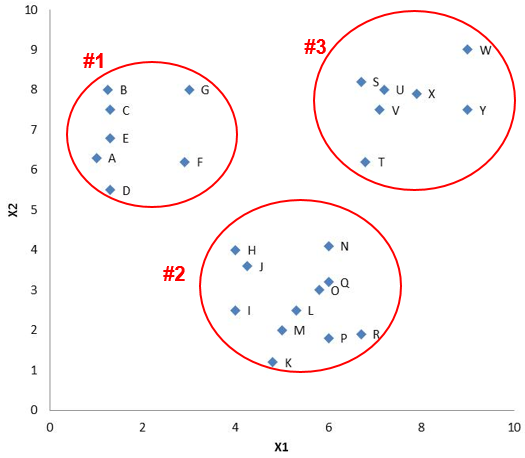 10
#3
9
W
#1
8
B
G
S
U
X
C
V
Y
7
E
A
F
T
6
D
5
X2
4
H
N
J
#2
3
Q
O
I
L
2
M
P
R
K
1
0
0 2 4 6 8 10
X1